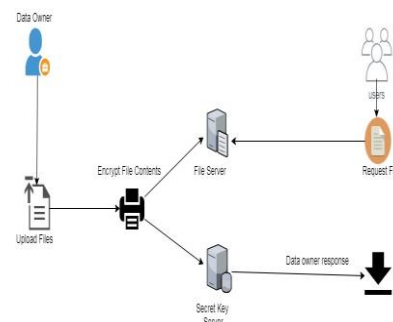 Data Owner
users
Encrypt File Contents
File Server
Request F
Upload Files
Data owner response
Secret Key
Server